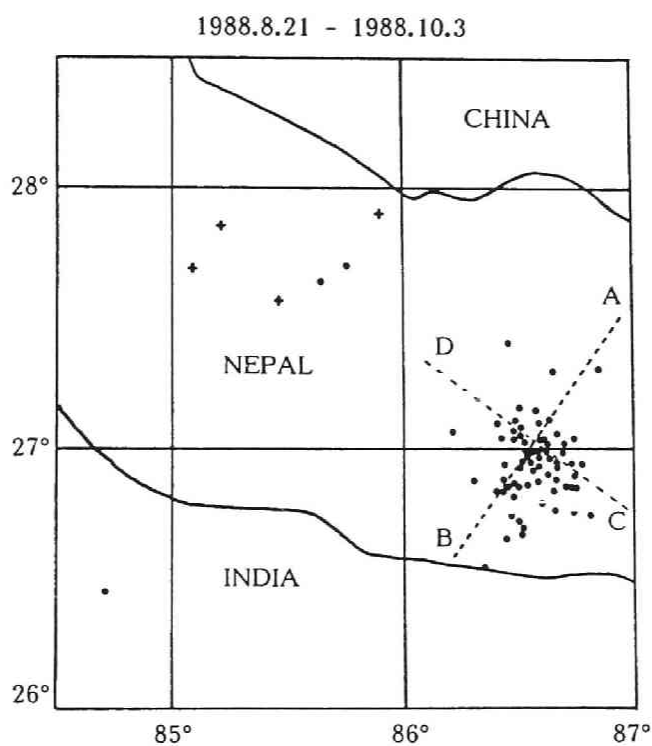 1988.8.21 - 1988.10.3
CHINA
28°
A
D
NEPAL
27°
C
B
INDIA
26°
85° 86° 87°